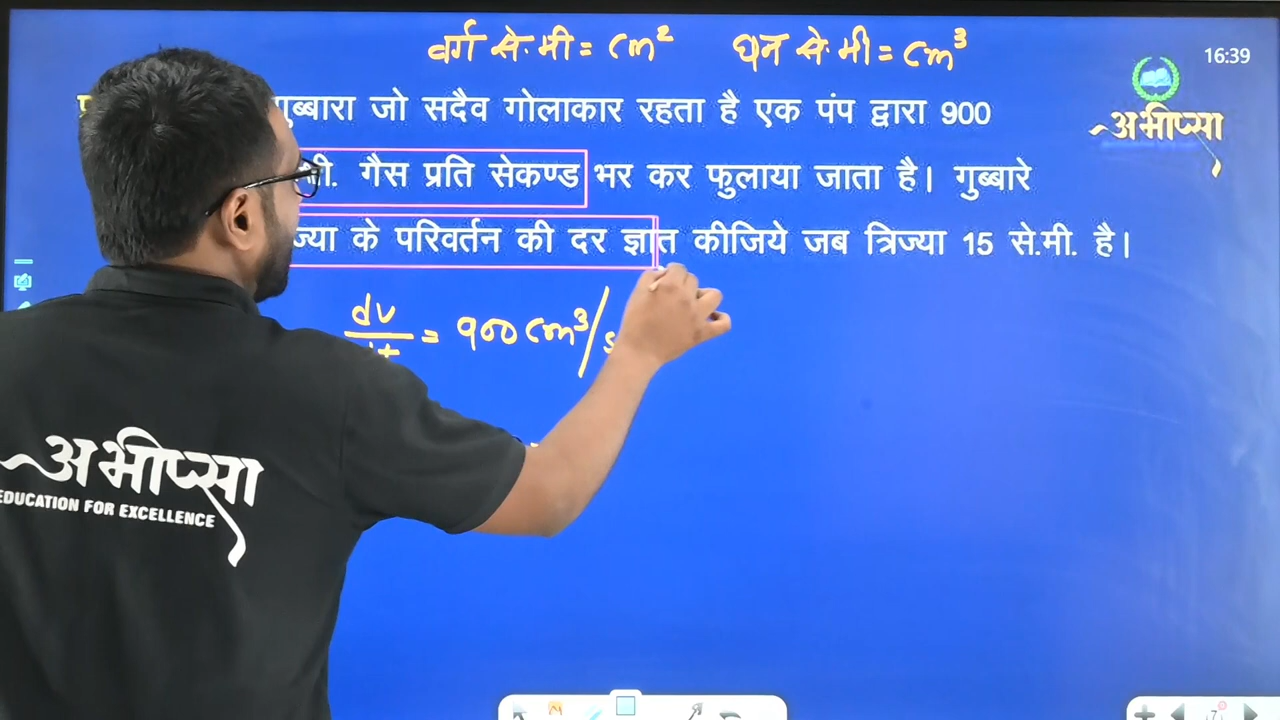 वर्ग से.मी = cm² घन से.मी = cm³
16:39
गुब्बारा जो सदैव गोलाकार रहता है एक पंप द्वारा 900
अभीप्सा
गैस प्रति सेकण्ड भर कर फुलाया जाता है। गुब्बारे
के परिवर्तन की दर ज्ञात कीजिये जब त्रिज्या 15 से.मी. है।
dv
= 900 cm³/s
अभीप्सा
EDUCATION FOR EXCELLENCE